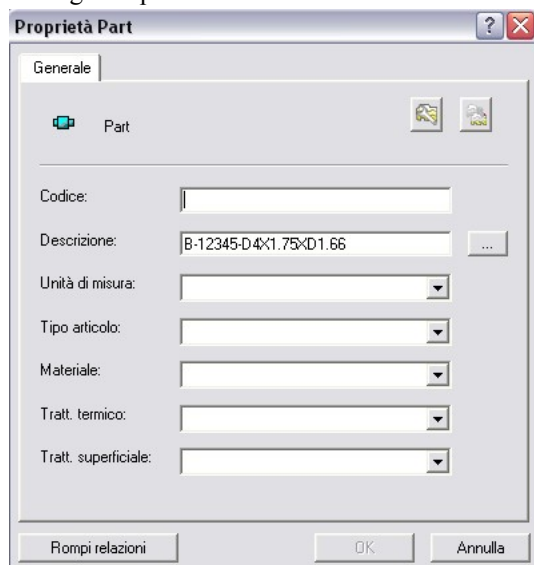 Proprietà Part
Generale
Part
Codice:
Descrizione: B-12345-D4X1.75XD1.66 ...
Unità di misura:
Tipo articolo:
Materiale:
Tratt. termico:
Tratt. superficiale:
Rompi relazioni OK Annulla